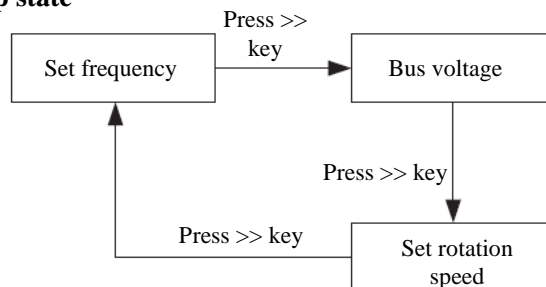 state
Press >>
key
Set frequency
Bus voltage
Press >> key
Press >> key
Set rotation
speed